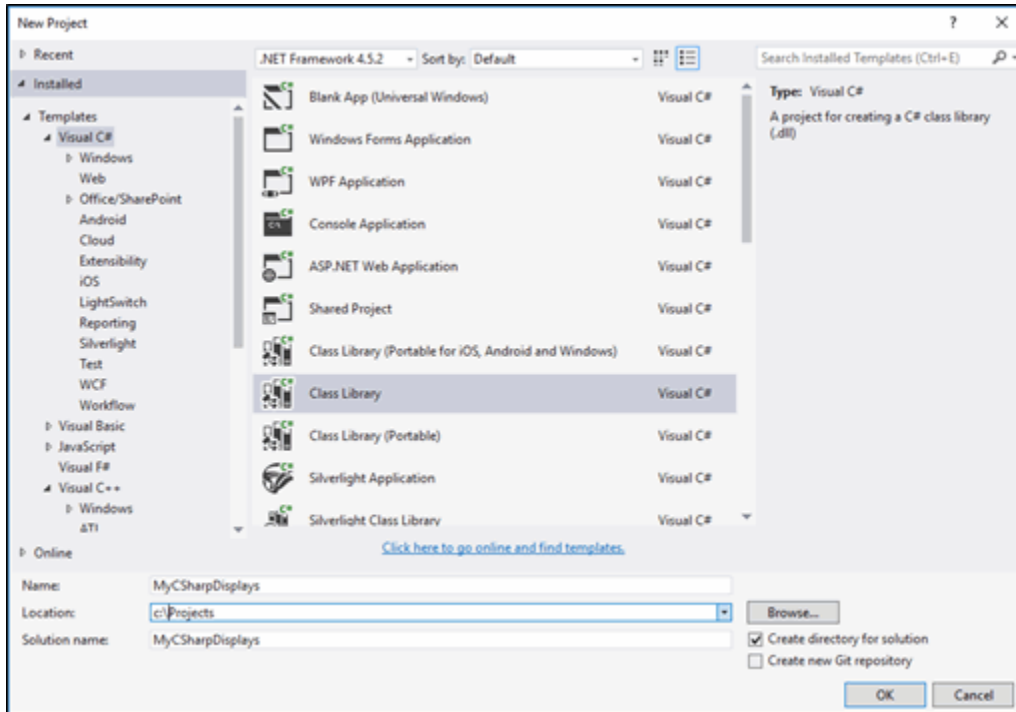 New Project
Recent
.NET Framework 4.5.2
Sort by: Default
Search Installed Templates (Ctrl+E)
Installed
Templates
Visual C#
Windows
Web
Office/SharePoint
Android
Cloud
Extensibility
iOS
LightSwitch
Reporting
Silverlight
Test
WCF
Workflow
Visual Basic
JavaScript
Visual F#
Visual C++
Windows
ATL
Online
Blank App (Universal Windows) Visual C#
Windows Forms Application Visual C#
WPF Application Visual C#
Console Application Visual C#
ASP.NET Web Application Visual C#
Shared Project Visual C#
Class Library (Portable for iOS, Android and Windows) Visual C#
Class Library Visual C#
Class Library (Portable) Visual C#
Silverlight Application Visual C#
Silverlight Class Library Visual C#
Click here to go online and find templates.
Type: Visual C#
A project for creating a C# class library
(.dll)
Name: MyCSharpDisplays
Location: c:\Projects
Browse...
Solution name: MyCSharpDisplays
Create directory for solution
Create new Git repository
OK
Cancel